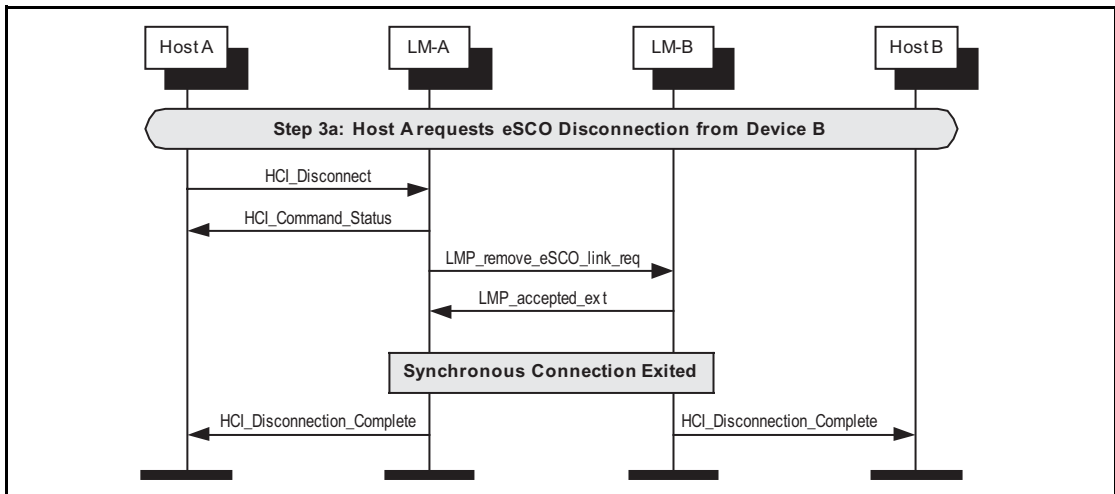 Host A
LM-A
LM-B
Host B
Step 3a: Host A requests eSCO Disconnection from Device B
HCI_Disconnect
HCI_Command_Status
LMP_remove_eSCO_link_req
LMP_accepted_ext
Synchronous Connection Exited
HCI_Disconnection_Complete
HCI_Disconnection_Complete